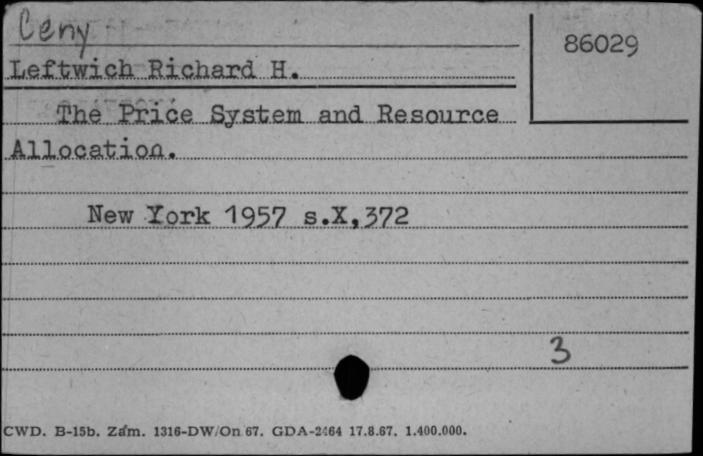 Ceny
86029
Leftwich Richard H.
The Price System and Resource
Allocation.
New York 1957 s.X,372
3
CWD. B-15b. Zam. 1316-DW/On 67. GDA-2464 17.8.67. 1.400.000.